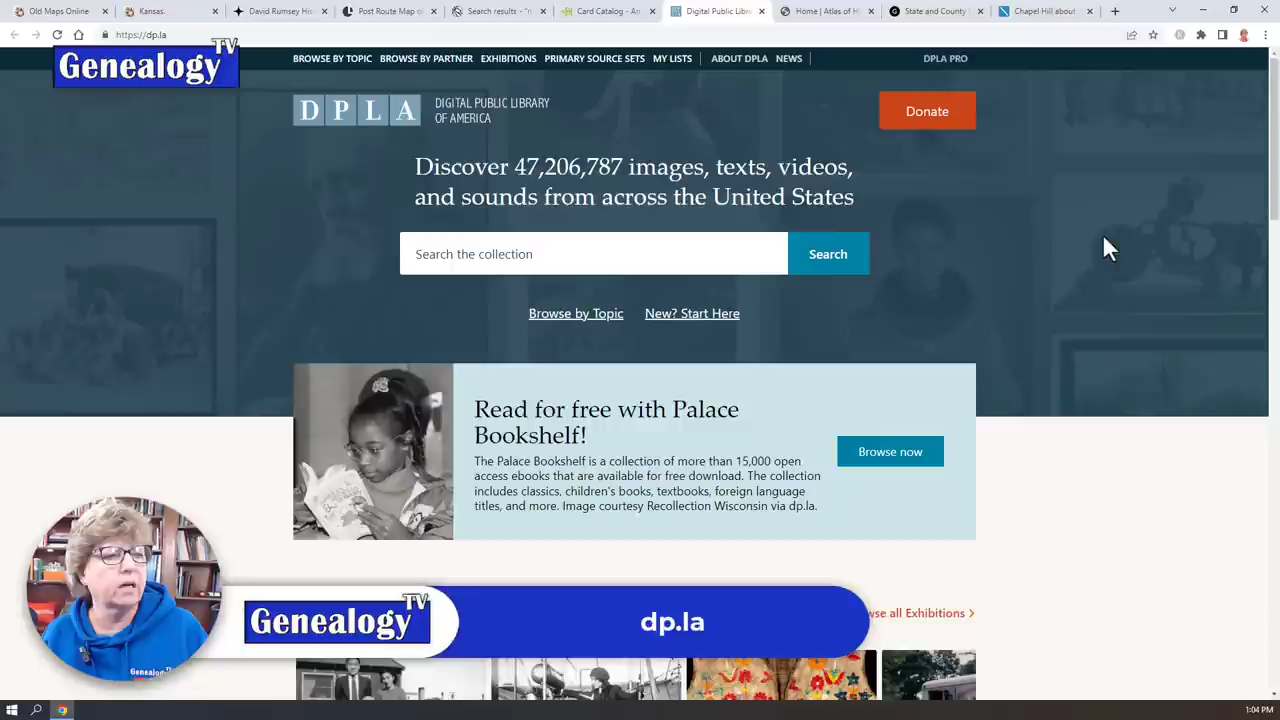 Old Maps Online
Kansas.
David Rumsey His
Post Route Map
Search results - "n
Card Catalog - An
Digital Public Libr
Home | Atlas of Hi
State and County
Chapel Hill about
https://dp.la
Genealogy TV
BROWSE BY TOPIC BROWSE BY PARTNER EXHIBITIONS PRIMARY SOURCE SETS MY LISTS ABOUT DPLA NEWS DPLA PRO
DPLA
DIGITAL PUBLIC LIBRARY
OF AMERICA
Donate
Discover 47,206,787 images, texts, videos,
and sounds from across the United States
Search the collection
Search
Browse by Topic New? Start Here
Read for free with Palace
Bookshelf!
The Palace Bookshelf is a collection of more than 15,000 open
access ebooks that are available for free download. The collection
includes classics, children's books, textbooks, foreign language
titles, and more. Image courtesy Recollection Wisconsin via dp.la.
Browse now
Genealogy TV
dp.la
wse all Exhibitions >
Genealogy TV
1:04 PM